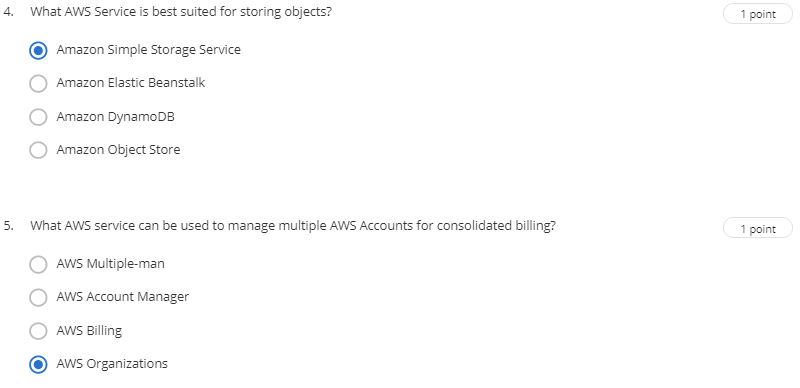 4. What AWS Service is best suited for storing objects? 1 point
Amazon Simple Storage Service
Amazon Elastic Beanstalk
Amazon DynamoDB
Amazon Object Store
5. What AWS service can be used to manage multiple AWS Accounts for consolidated billing? 1 point
AWS Multiple-man
AWS Account Manager
AWS Billing
AWS Organizations